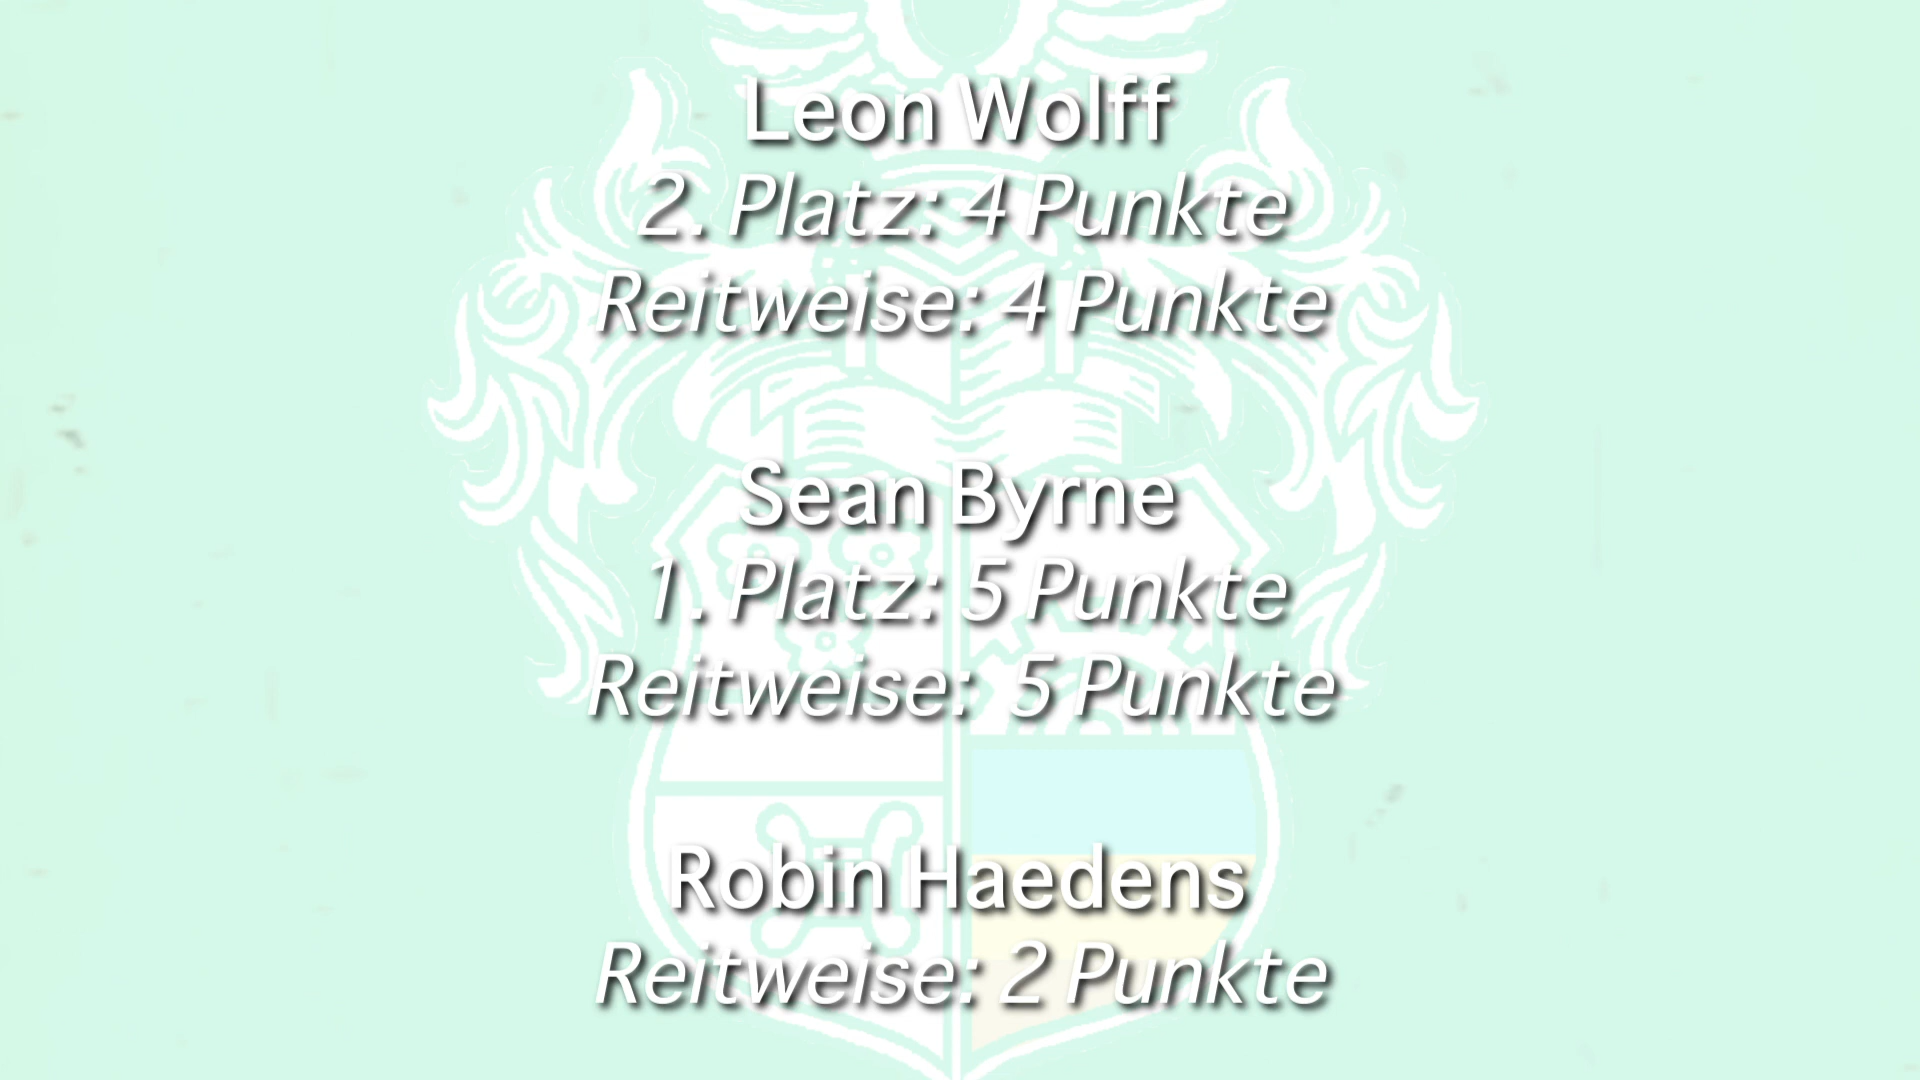 Leon Wolff
2. Platz: 4 Punkte
Reitweise: 4 Punkte
Sean Byrne
1. Platz: 5 Punkte
Reitweise: 5 Punkte
Robin Haedens
Reitweise: 2 Punkte